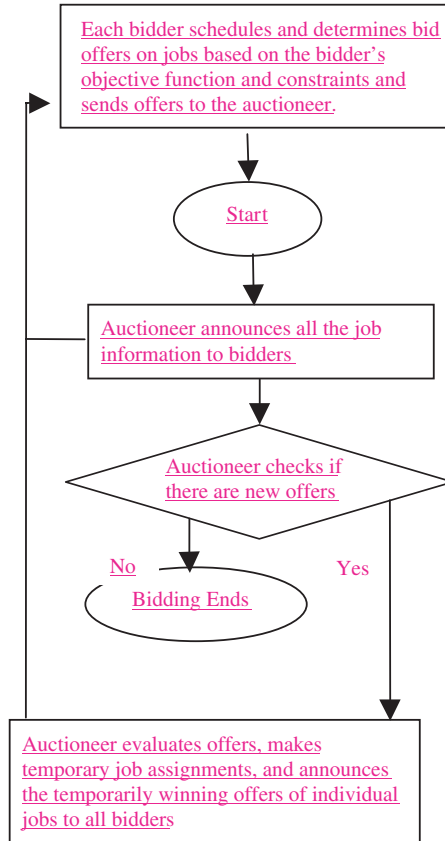 Each bidder schedules and determines bid
offers on jobs based on the bidder’s
objective function and constraints and
sends offers to the auctioneer.
Start
Auctioneer announces all the job
information to bidders
Auctioneer checks if
there are new offers
No
Yes
Bidding Ends
Auctioneer evaluates offers, makes
temporary job assignments, and announces
the temporarily winning offers of individual
jobs to all bidders